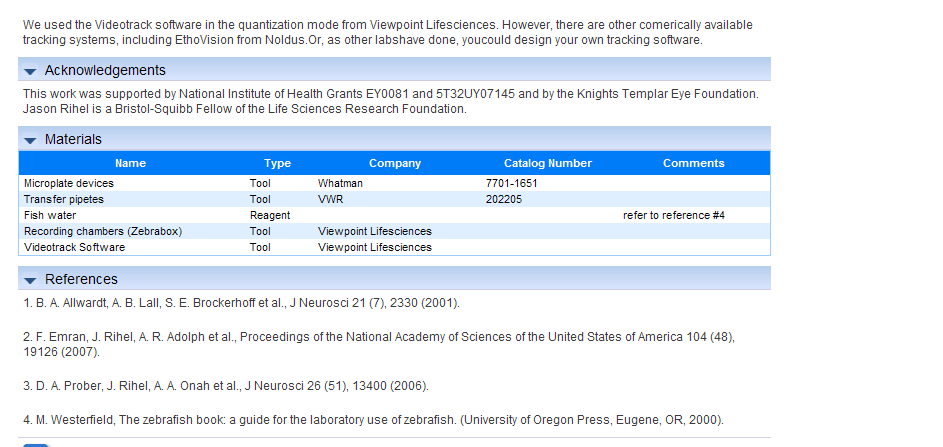 We used the Videotrack software in the quantization mode from Viewpoint Lifesciences. However, there are other comerically available
tracking systems, including EthoVision from Noldus.Or, as other labshave done, youcould design your own tracking software.
Acknowledgements
This work was supported by National Institute of Health Grants EY0081 and 5T32UY07145 and by the Knights Templar Eye Foundation.
Jason Rihel is a Bristol-Squibb Fellow of the Life Sciences Research Foundation.
Materials
Name Type Company Catalog Number Comments
Microplate devices Tool Whatman 7701-1651
Transfer pipetes Tool VWR 202205
Fish water Reagent refer to reference #4
Recording chambers (Zebrabox) Tool Viewpoint Lifesciences
Videotrack Software Tool Viewpoint Lifesciences
References
1. B. A. Allwardt, A. B. Lall, S. E. Brockerhoff et al., J Neurosci 21 (7), 2330 (2001).
2. F. Emran, J. Rihel, A. R. Adolph et al., Proceedings of the National Academy of Sciences of the United States of America 104 (48),
19126 (2007).
3. D. A. Prober, J. Rihel, A. A. Onah et al., J Neurosci 26 (51), 13400 (2006).
4. M. Westerfield, The zebrafish book: a guide for the laboratory use of zebrafish. (University of Oregon Press, Eugene, OR, 2000).